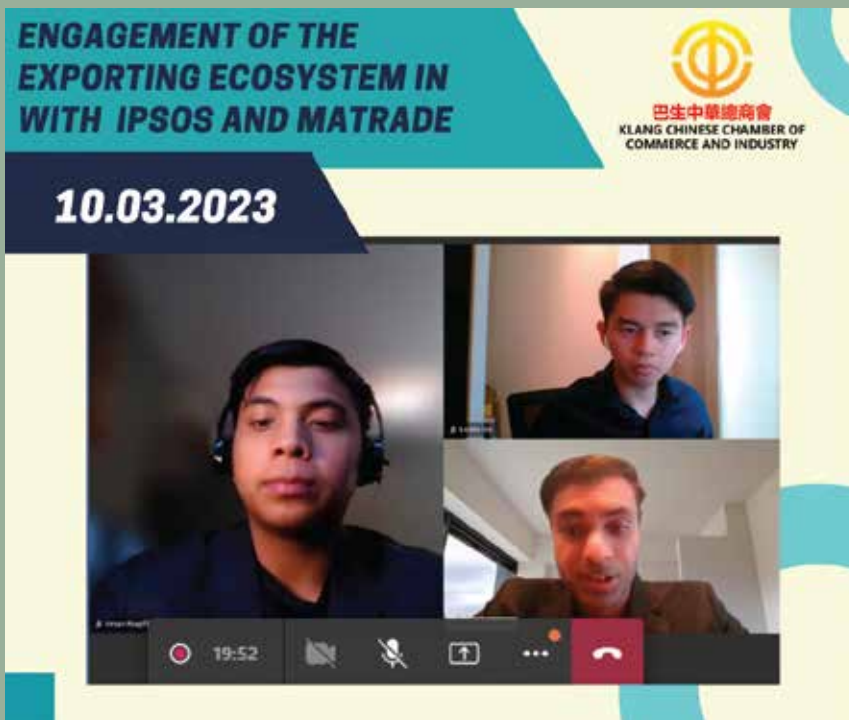 ENGAGEMENT OF THE
EXPORTING ECOSYSTEM IN
WITH IPSOS AND MATRADE
巴生中華總商會
KLANG CHINESE CHAMBER OF
COMMERCE AND INDUSTRY
10.03.2023
19:52